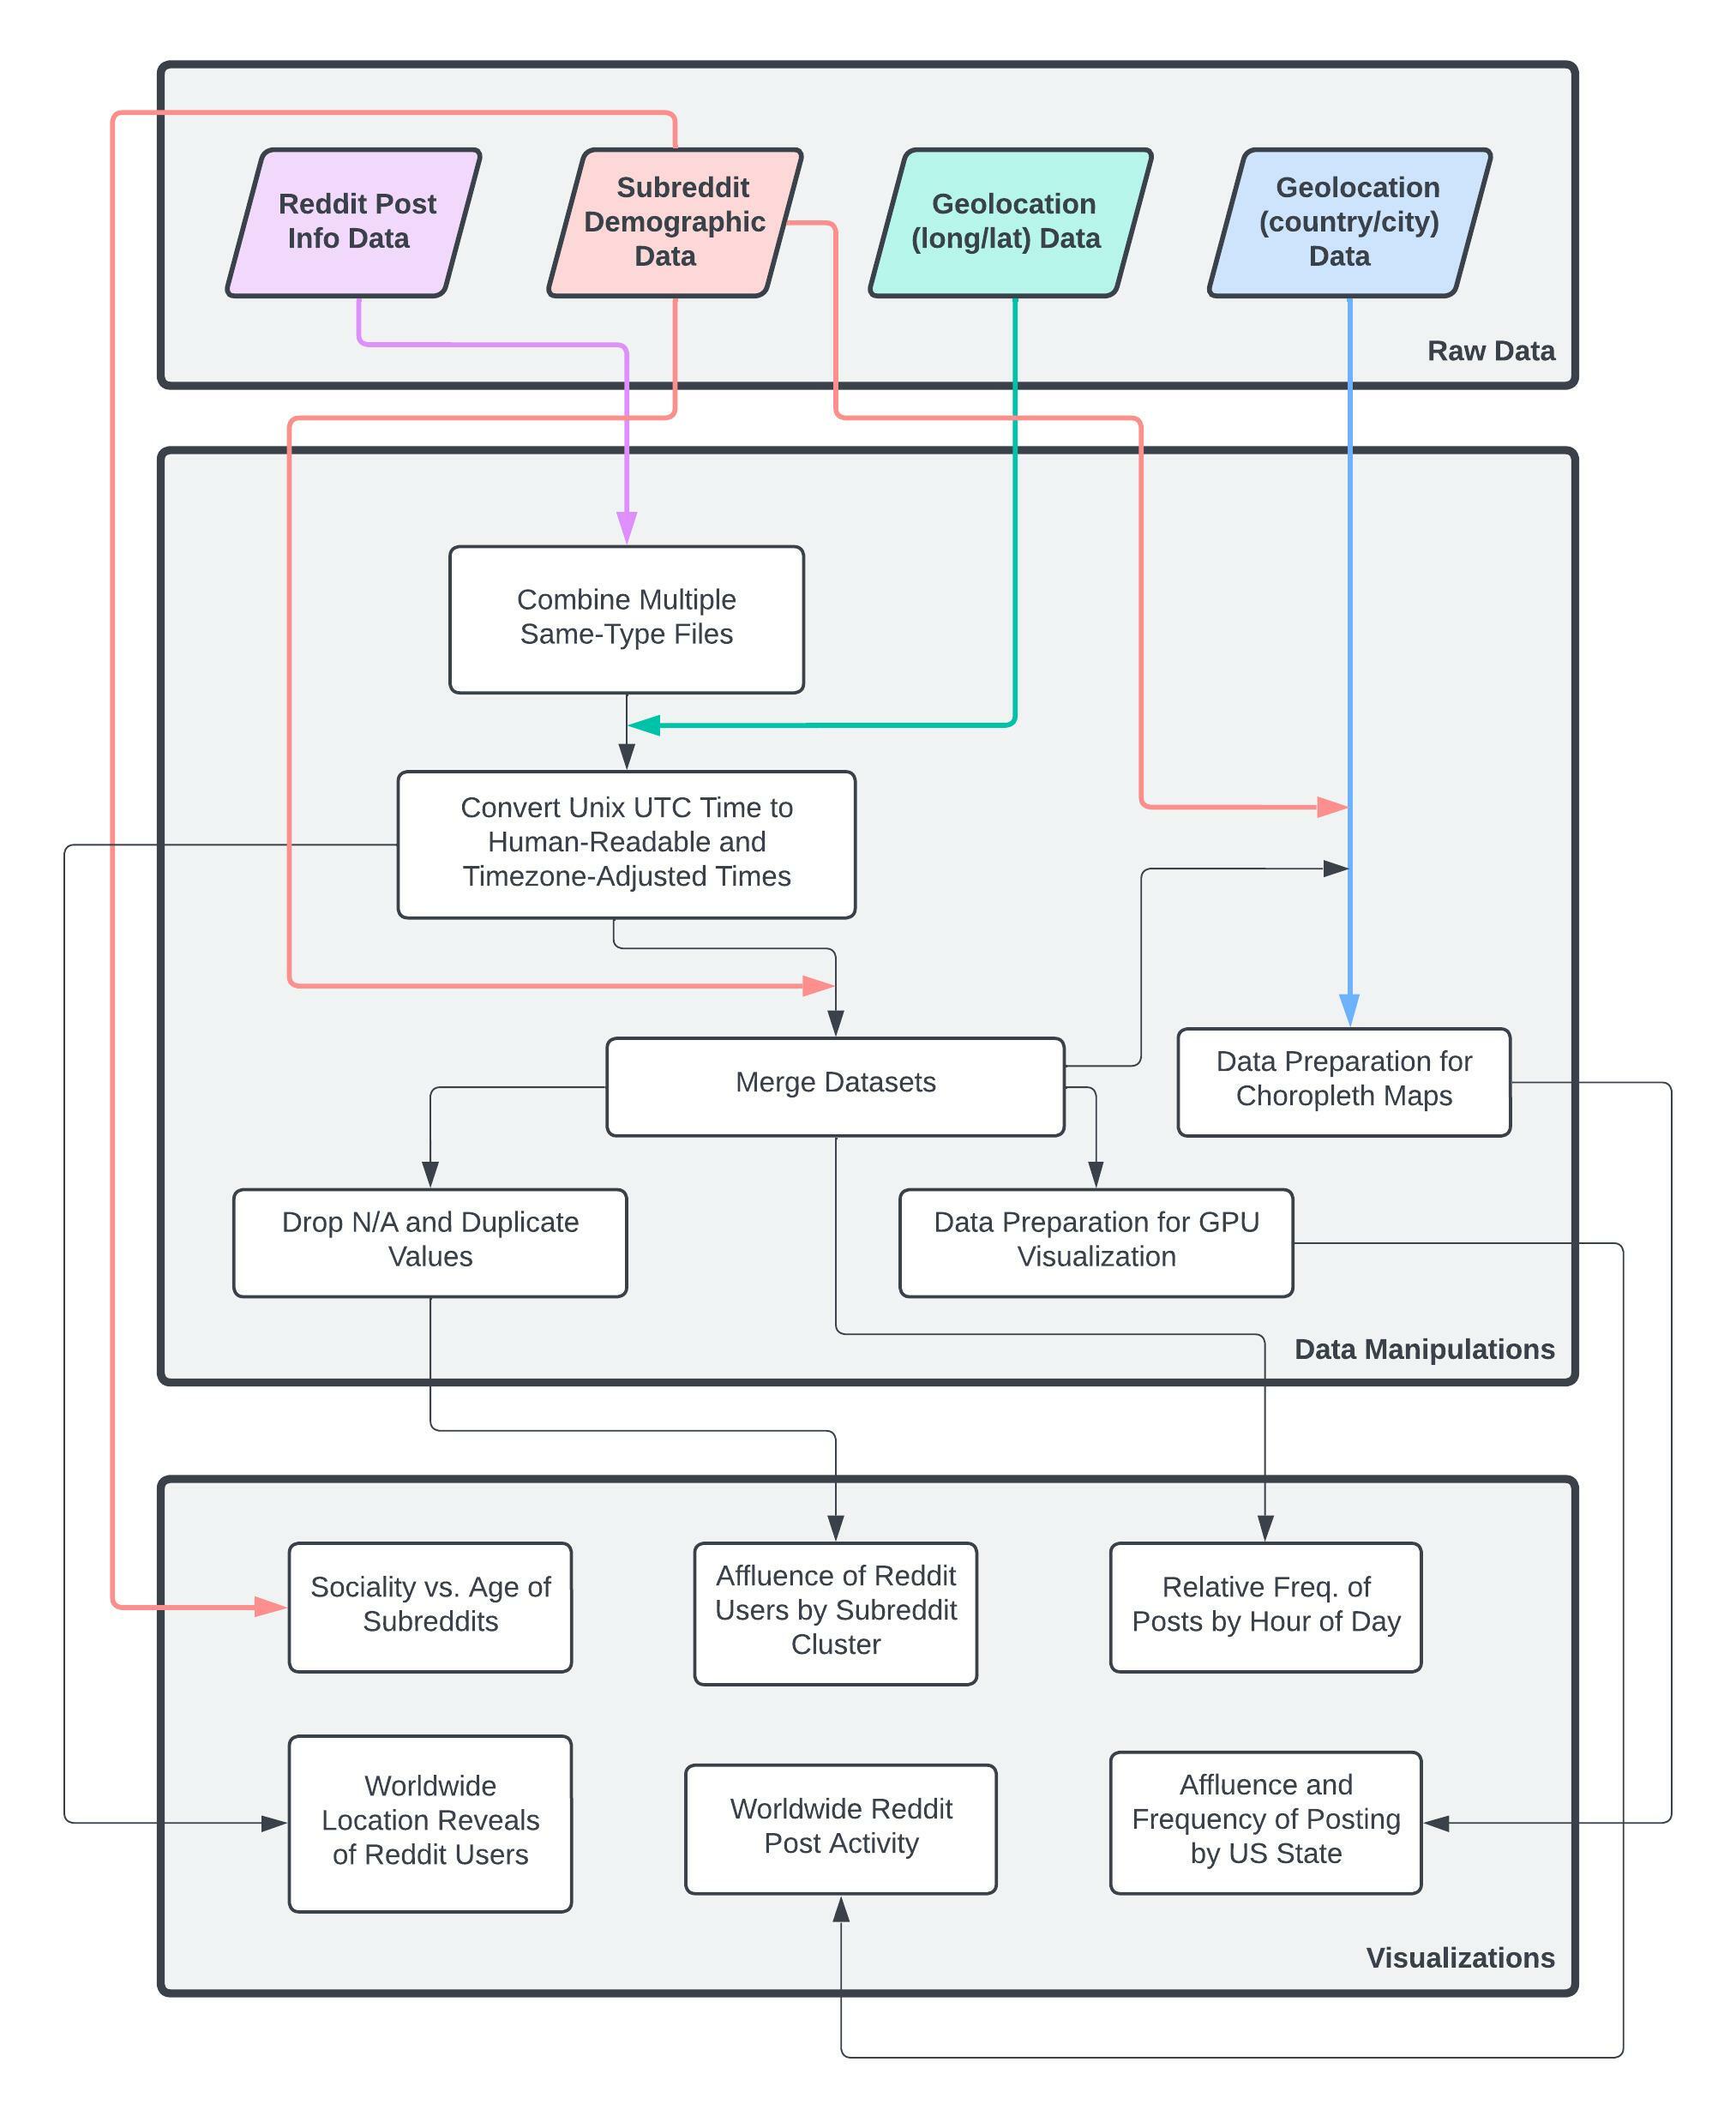 Reddit Post
Info Data
Subreddit
Demographic
Data
Geolocation
(long/lat) Data
Geolocation
(country/city)
Data
Raw Data
Combine Multiple
Same-Type Files
Convert Unix UTC Time to
Human-Readable and
Timezone-Adjusted Times
Merge Datasets
Data Preparation for
Choropleth Maps
Drop N/A and Duplicate
Values
Data Preparation for GPU
Visualization
Data Manipulations
Sociality vs. Age of
Subreddits
Affluence of Reddit
Users by Subreddit
Cluster
Relative Freq. of
Posts by Hour of Day
Worldwide
Location Reveals
of Reddit Users
Worldwide Reddit
Post Activity
Affluence and
Frequency of Posting
by US State
Visualizations